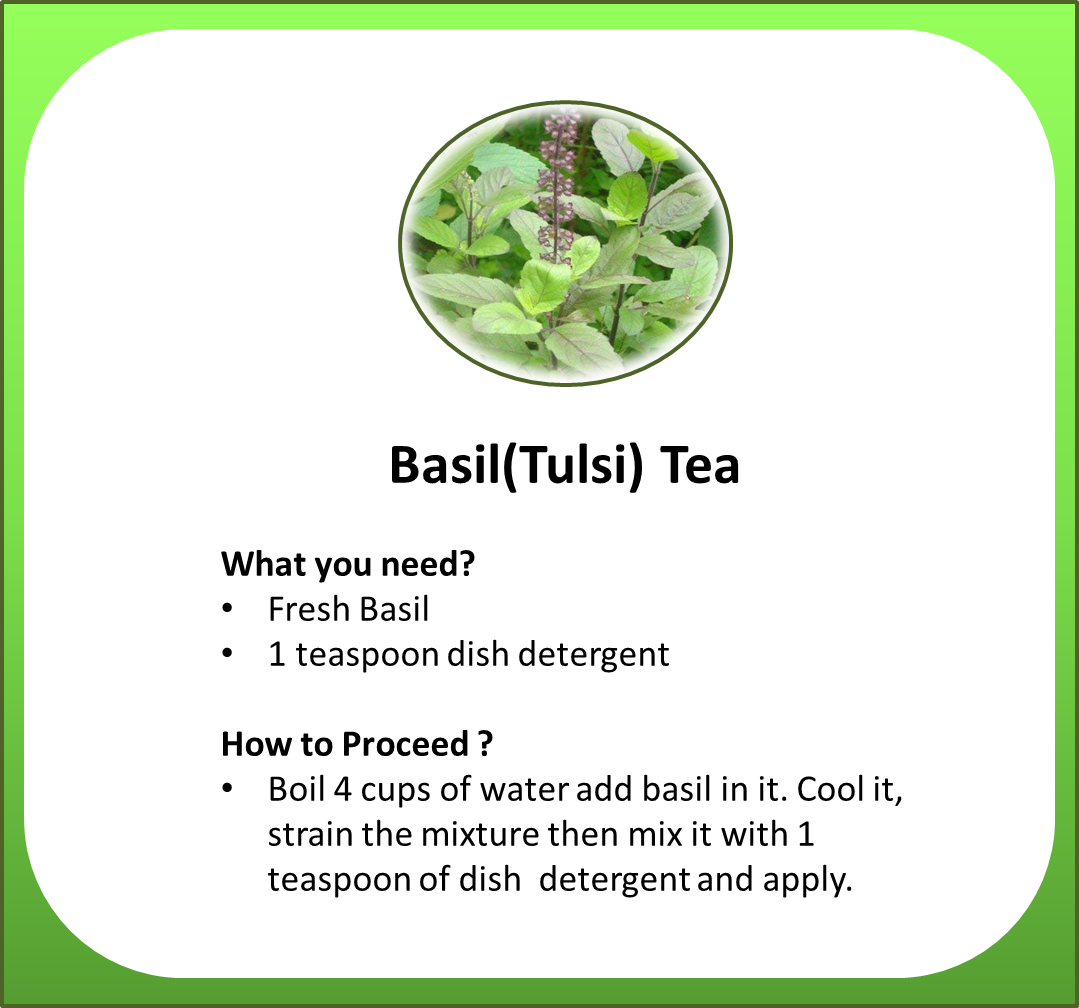 Basil(Tulsi) Tea
What you need?
• Fresh Basil
• 1 teaspoon dish detergent
How to Proceed ?
• Boil 4 cups of water add basil in it. Cool it,
strain the mixture then mix it with 1
teaspoon of dish  detergent and apply.